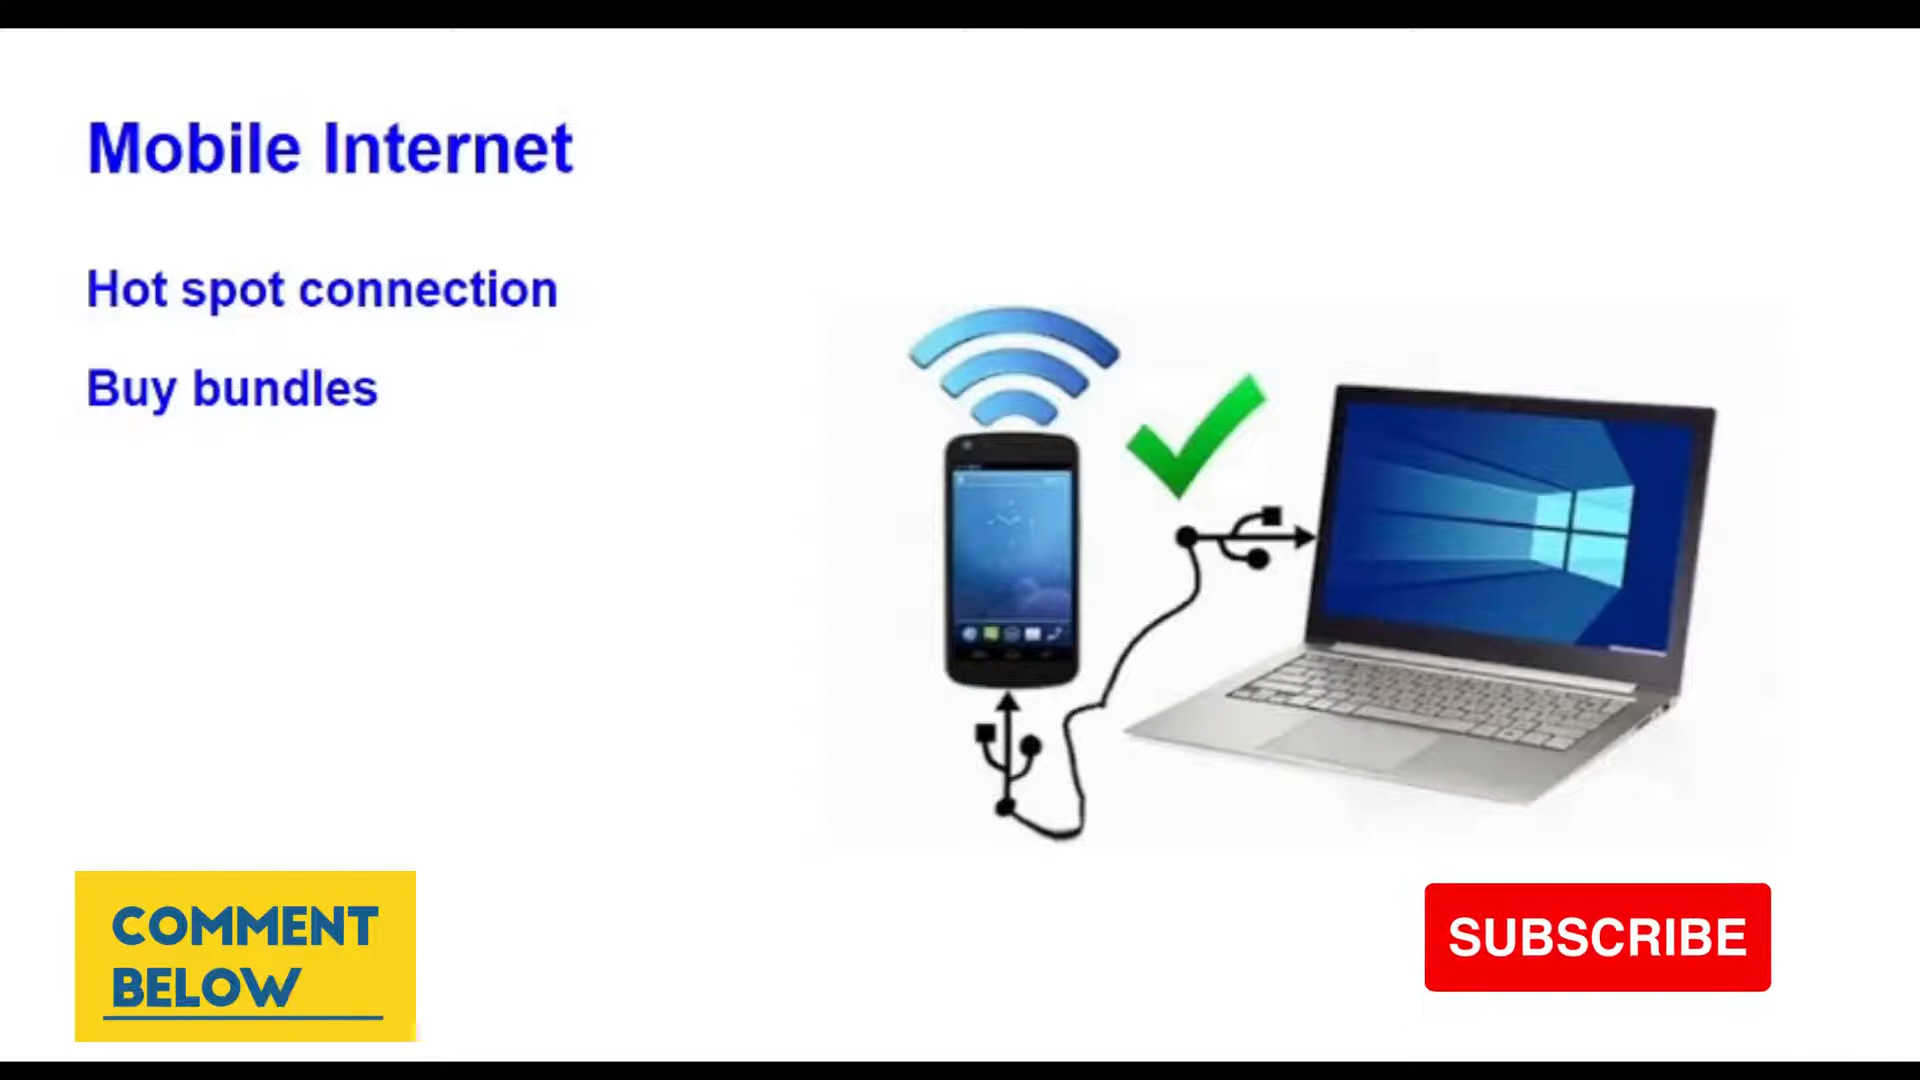 Mobile Internet
Hot spot connection
Buy bundles
COMMENT
BELOW
SUBSCRIBE